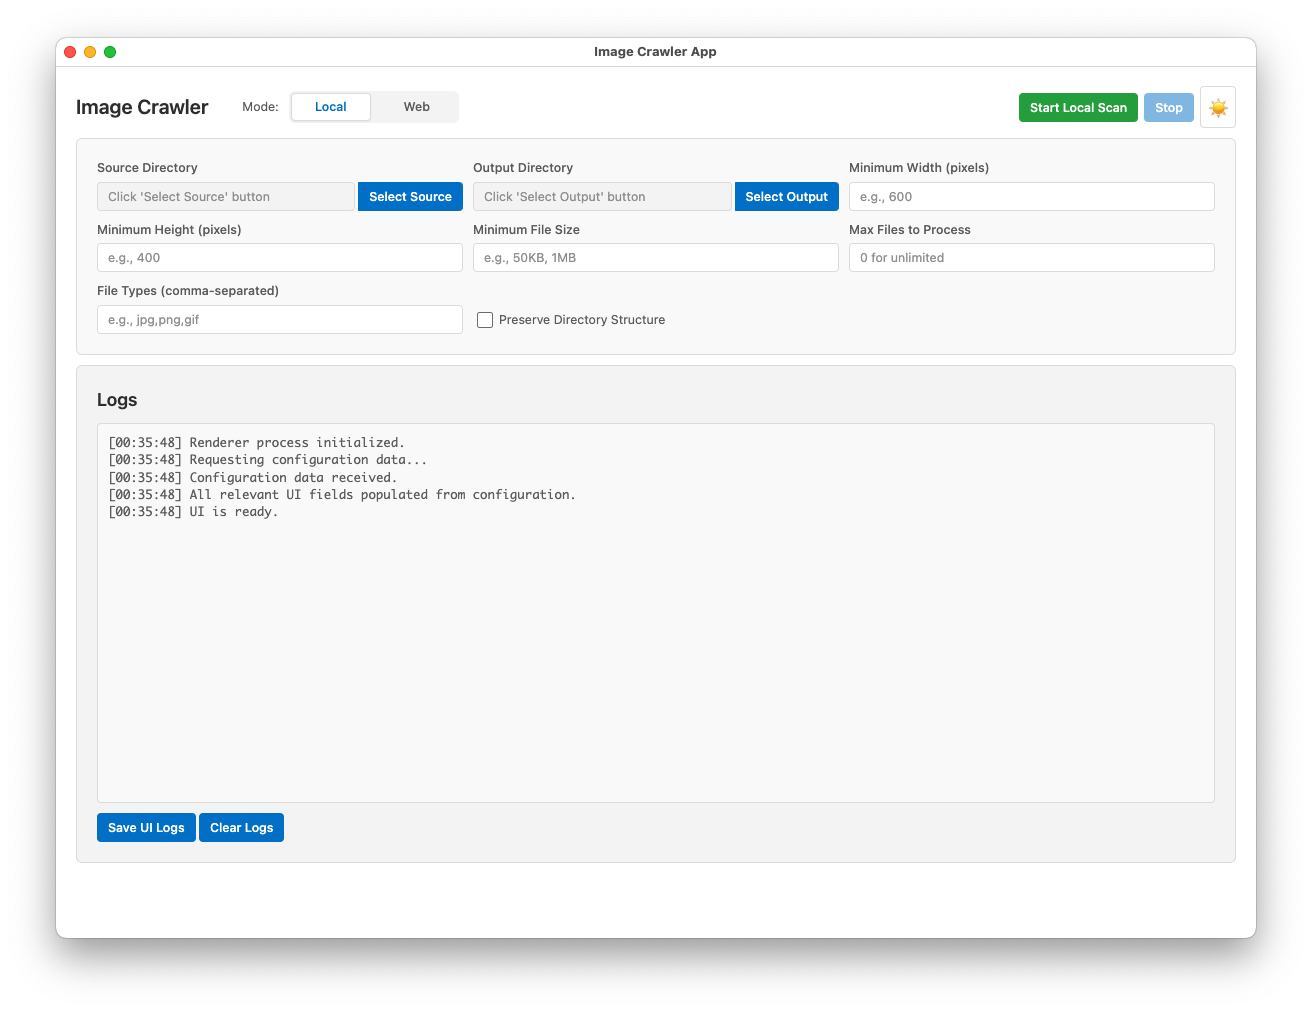 Image Crawler App
Image Crawler Mode: Local Web Start Local Scan Stop
Source Directory Output Directory Minimum Width (pixels)
Click 'Select Source' button Select Source Click 'Select Output' button Select Output e.g., 600
Minimum Height (pixels) Minimum File Size Max Files to Process
e.g., 400 e.g., 50KB, 1MB 0 for unlimited
File Types (comma-separated)
e.g., jpg,png,gif Preserve Directory Structure
Logs
[00:35:48] Renderer process initialized.
[00:35:48] Requesting configuration data...
[00:35:48] Configuration data received.
[00:35:48] All relevant UI fields populated from configuration.
[00:35:48] UI is ready.
Save UI Logs Clear Logs